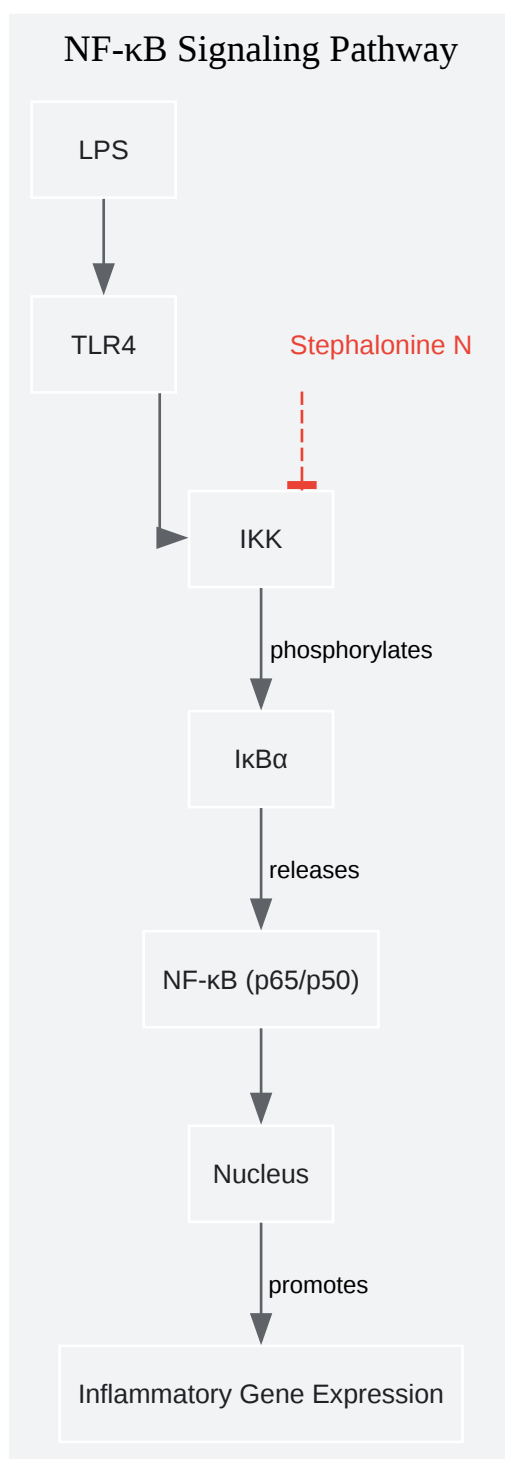 NF-κB Signaling Pathway
LPS
TLR4
Stephalonine N
IKK
phosphorylates
IκBα
releases
NF-κB (p65/p50)
Nucleus
promotes
Inflammatory Gene Expression